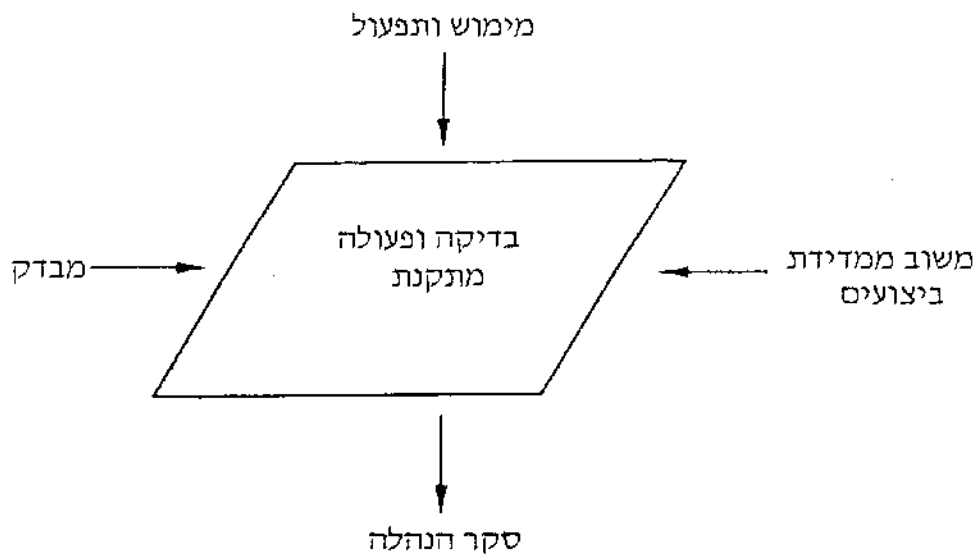 מימוש ותפעול
בדיקה ופעולה
מתקנת
משוב ממדידת
ביצועים
מבדק
סקר הנהלה